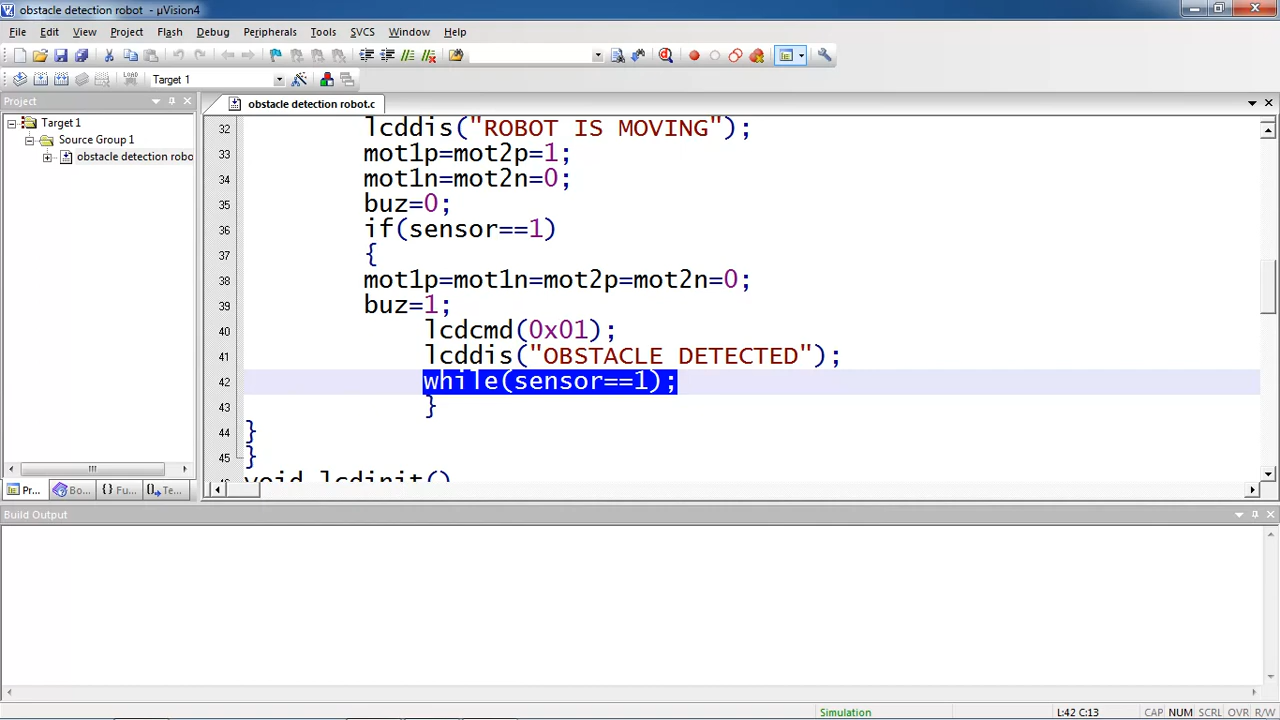 obstacle detection robot - µVision4
File Edit View Project Flash Debug Peripherals Tools SVCS Window Help
Target 1
Project
obstacle detection robot.c
Target 1
Source Group 1
obstacle detection robo
32 lcddis("ROBOT IS MOVING");
33 mot1p=mot2p=1;
34 mot1n=mot2n=0;
35 buz=0;
36 if(sensor==1)
37 {
38 mot1p=mot1n=mot2p=mot2n=0;
39 buz=1;
40 lcdcmd(0x01);
41 lcddis("OBSTACLE DETECTED");
42 while(sensor==1);
43 }
44 }
45 }
void lcdinit()
Pr... Bo... {} Fu... Te...
Build Output
Simulation L:42 C:13 CAP NUM SCRL OVR R/W